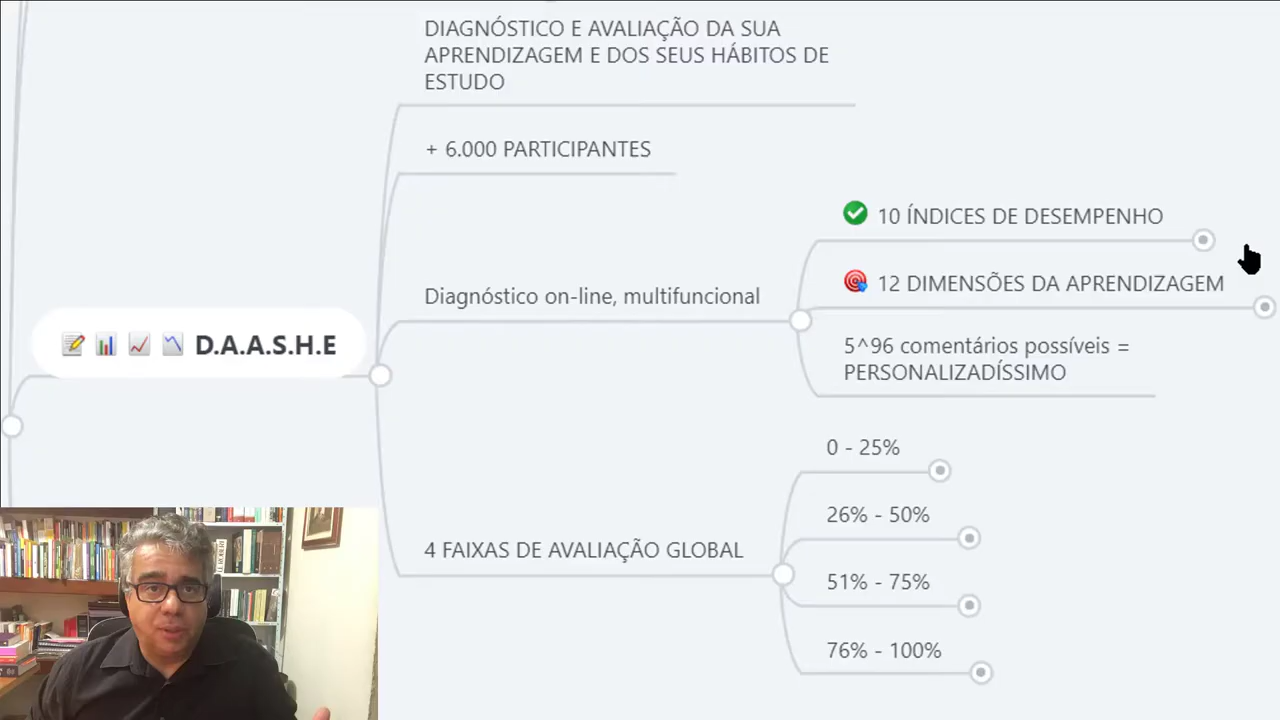 DIAGNÓSTICO E AVALIAÇÃO DA SUA
APRENDIZAGEM E DOS SEUS HÁBITOS DE
ESTUDO
+ 6.000 PARTICIPANTES
10 ÍNDICES DE DESEMPENHO
12 DIMENSÕES DA APRENDIZAGEM
Diagnóstico on-line, multifuncional
5^96 comentários possíveis =
PERSONALIZADÍSSIMO
D.A.A.S.H.E
0 - 25%
26% - 50%
4 FAIXAS DE AVALIAÇÃO GLOBAL
51% - 75%
76% - 100%